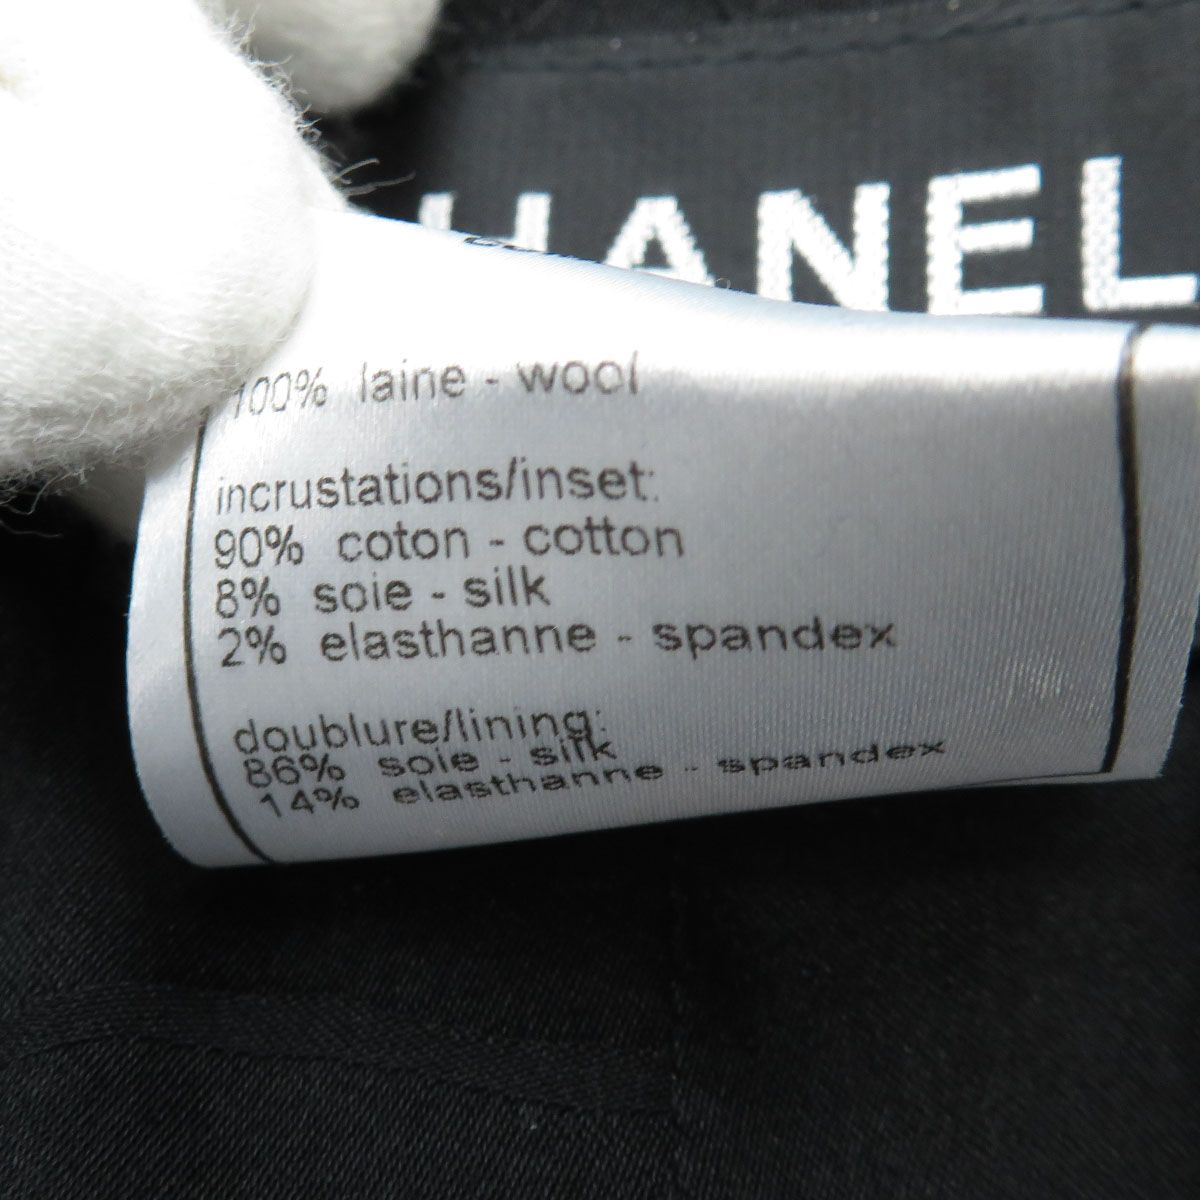 HANEL
100% laine - wool
incrustations/inset:
90% coton - cotton
8% soie - silk
2% elasthanne - spandex
doublure/lining:
86% soie - silk
14% elasthanne - spandex